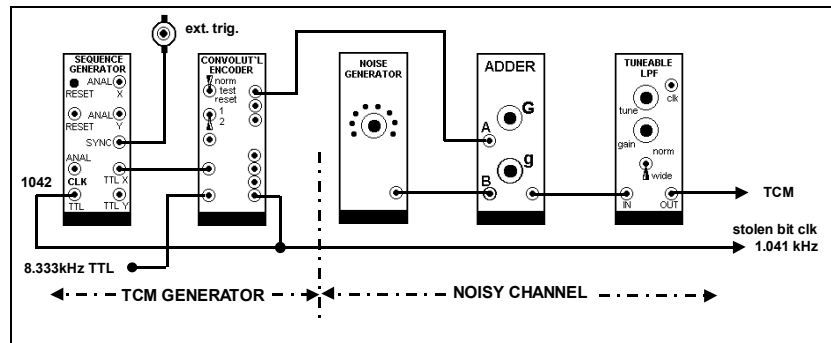 ext. trig.
SEQUENCE
GENERATOR
ANAL
RESET
X
ANAL
RESET
Y
SYNC
ANAL
1042
CLK
TTL X
TTL
TTL Y
CONVOLUT`L
ENCODER
norm
test
reset
1
2
NOISE
GENERATOR
ADDER
G
A
g
B
TUNEABLE
LPF
clk
tune
gain
norm
wide
IN
OUT
TCM
stolen bit clk
1.041 kHz
8.333kHz TTL
TCM GENERATOR
NOISY CHANNEL